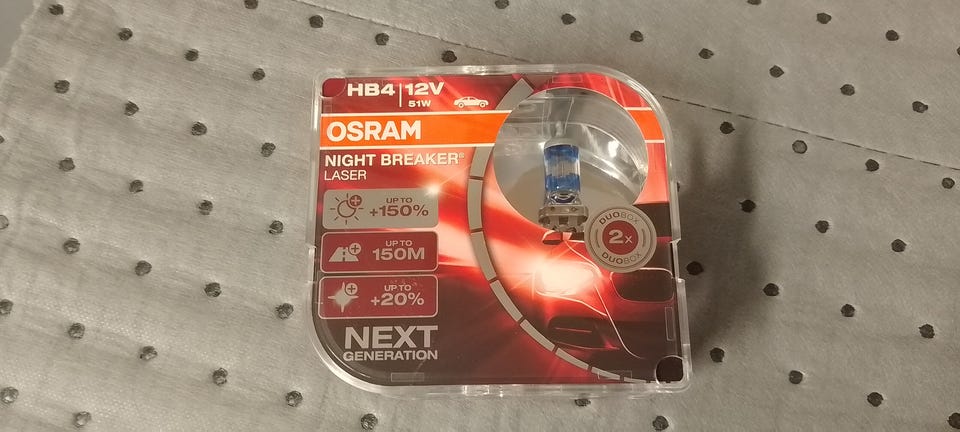 HB4 | 12V
51W
OSRAM
NIGHT BREAKER®
LASER
UP TO
+150%
UP TO
150M
UP TO
+20%
NEXT
GENERATION
DUOBOX
2x
DUOBOX